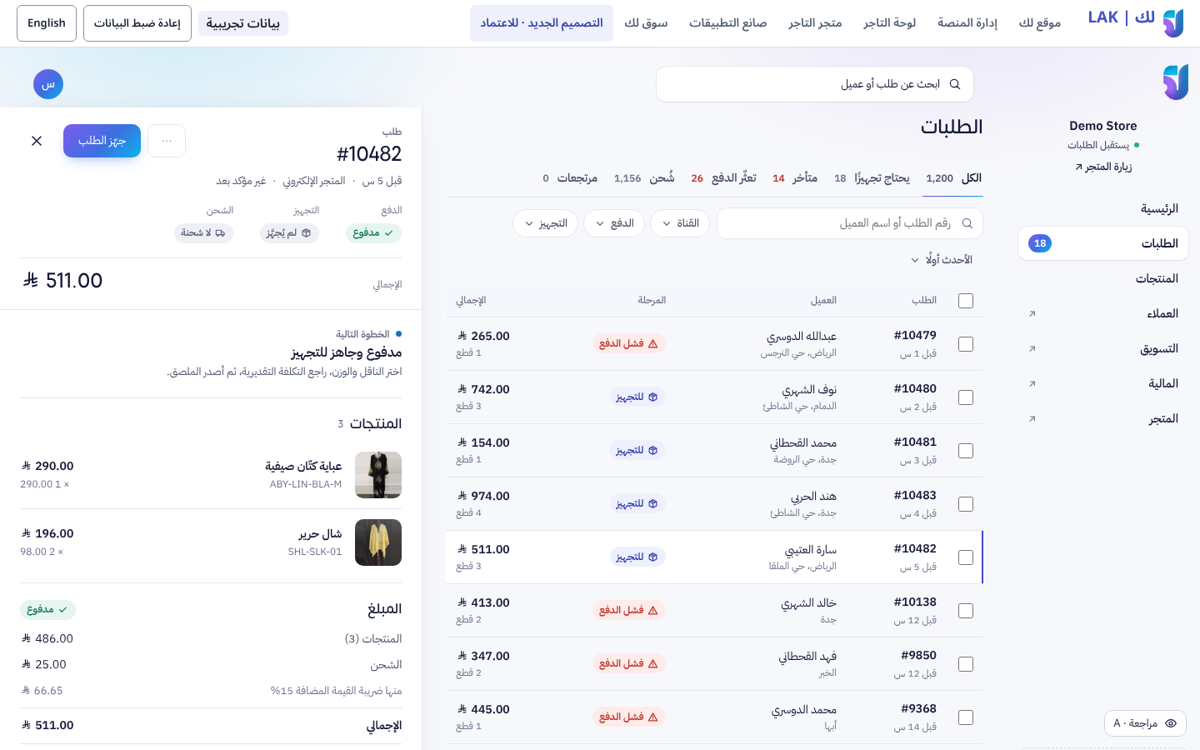 لك | LAK
موقع لك
إدارة المنصة
لوحة التاجر
متجر التاجر
صانع التطبيقات
سوق لك
التصميم الجديد · للاعتماد
بيانات تجريبية
إعادة ضبط البيانات
English
Demo Store
يستقبل الطلبات
زيارة المتجر ↗
الرئيسية
الطلبات 18
المنتجات
العملاء ↗
التسويق ↗
المالية ↗
المتجر ↗
مراجعة · A
ابحث عن طلب أو عميل
س
الطلبات
الكل 1,200
يحتاج تجهيزًا 18
متأخر 14
تعثّر الدفع 26
شُحن 1,156
مرتجعات 0
رقم الطلب أو اسم العميل
القناة
الدفع
التجهيز
الأحدث أولًا
الطلب العميل المرحلة الإجمالي
#10479 عبدالله الدوسري فشل الدفع 265.00
قبل 1 س الرياض، حي النرجس 1 قطع
#10480 نوف الشهري للتجهيز 742.00
قبل 2 س الدمام، حي الشاطئ 3 قطع
#10481 محمد القحطاني للتجهيز 154.00
قبل 3 س جدة، حي الروضة 1 قطع
#10483 هند الحربي للتجهيز 974.00
قبل 4 س جدة، حي الشاطئ 4 قطع
#10482 سارة العتيبي للتجهيز 511.00
قبل 5 س الرياض، حي الملقا 3 قطع
#10138 خالد الشهري فشل الدفع 413.00
قبل 12 س جدة 2 قطع
#9850 فهد القحطاني فشل الدفع 347.00
قبل 12 س الخبر 2 قطع
#9368 محمد الدوسري فشل الدفع 445.00
قبل 14 س أبها 1 قطع
طلب
#10482
···
جهّز الطلب
قبل 5 س · المتجر الإلكتروني · غير مؤكد بعد
الدفع التجهيز الشحن
مدفوع لم يُجهَّز لا شحنة
الإجمالي 511.00
الخطوة التالية
مدفوع وجاهز للتجهيز
اختر الناقل والوزن، راجع التكلفة التقديرية، ثم أصدر الملصق.
المنتجات 3
عباية كتّان صيفية 290.00
ABY-LIN-BLA-M 290.00 1 ×
شال حرير 196.00
SHL-SLK-01 98.00 2 ×
المبلغ مدفوع
المنتجات (3) 486.00
الشحن 25.00
منها ضريبة القيمة المضافة 15% 66.65
الإجمالي 511.00